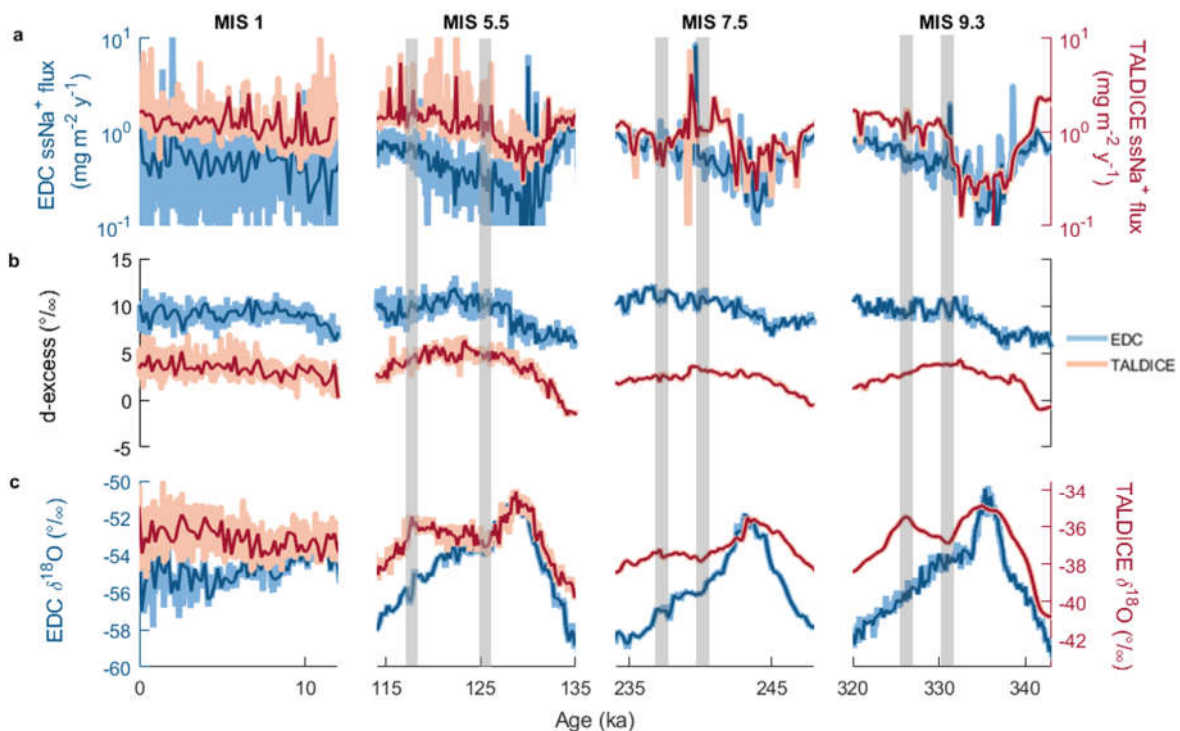 MIS 1 MIS 5.5 MIS 7.5 MIS 9.3
a
10¹ 10⁰ 10⁻¹
EDC ssNa⁺ flux
(mg m⁻² y⁻¹)
10¹ 10⁰ 10⁻¹
TALDICE ssNa⁺ flux
(mg m⁻² y⁻¹)
b
15 10 5 0 -5
d-excess (°/∞)
EDC
TALDICE
c
-50 -52 -54 -56 -58 -60
EDC δ¹⁸O (°/∞)
-34 -36 -38 -40 -42
TALDICE δ¹⁸O (°/∞)
0 10 115 125 135 235 245 320 330 340
Age (ka)